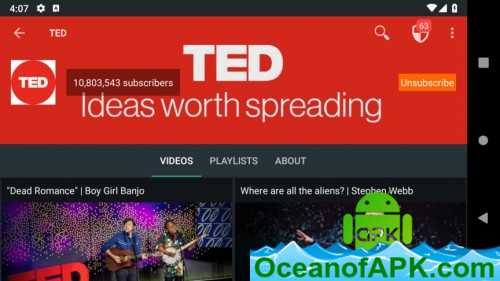 4:07
TED
63
TED
TED
10,803,543 subscribers
Unsubscribe
Ideas worth spreading
VIDEOS PLAYLISTS ABOUT
"Dead Romance" | Boy Girl Banjo
Where are all the aliens? | Stephen Webb
TED
APK
OceanofAPK.com